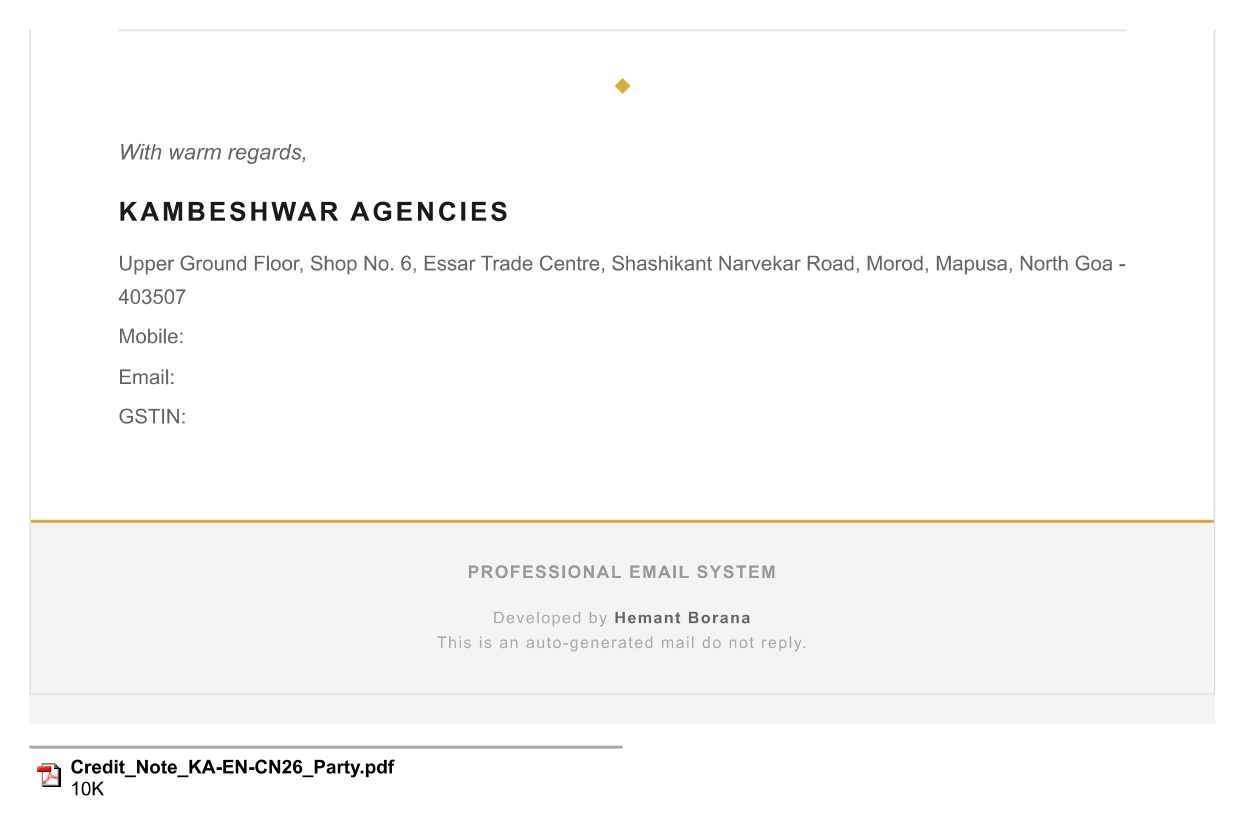 With warm regards,
KAMBESHWAR AGENCIES
Upper Ground Floor, Shop No. 6, Essar Trade Centre, Shashikant Narvekar Road, Morod, Mapusa, North Goa -
403507
Mobile:
Email:
GSTIN:
PROFESSIONAL EMAIL SYSTEM
Developed by Hemant Borana
This is an auto-generated mail do not reply.
Credit_Note_KA-EN-CN26_Party.pdf
10K